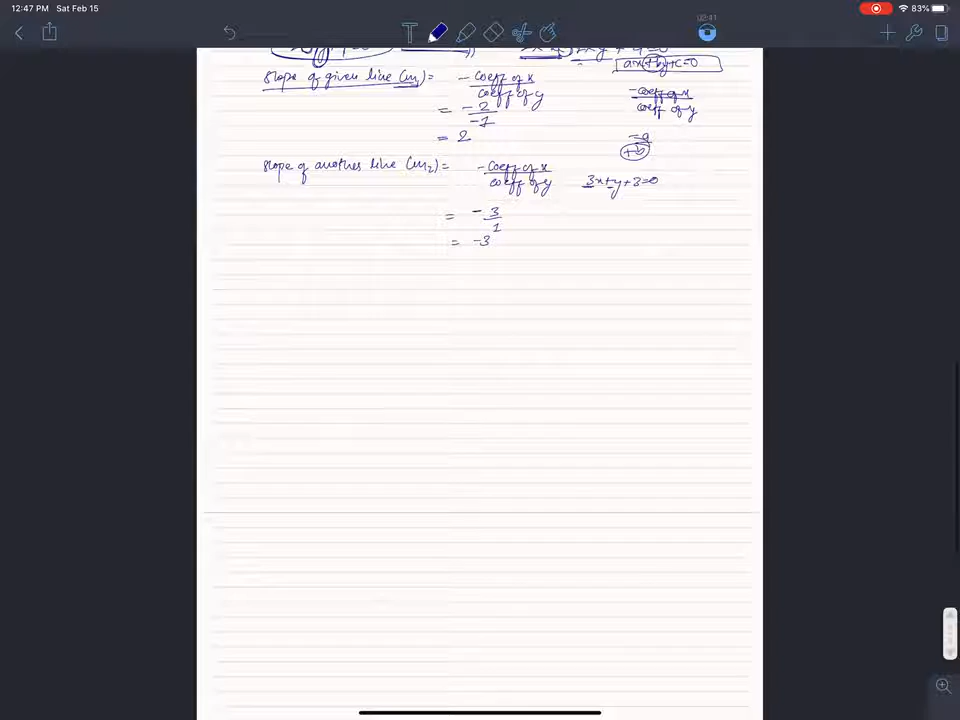 12:47 PM Sat Feb 15
83%
02:41
ax+by+c=0
slope of given line (m1) = - coeff of x
coeff of y
- coeff of x
coeff of y
= - 2
-1
= 2
-a
+b
slope of another line (m2) = - coeff of x
coeff of y
3x+y+3=0
= - 3
1
= -3